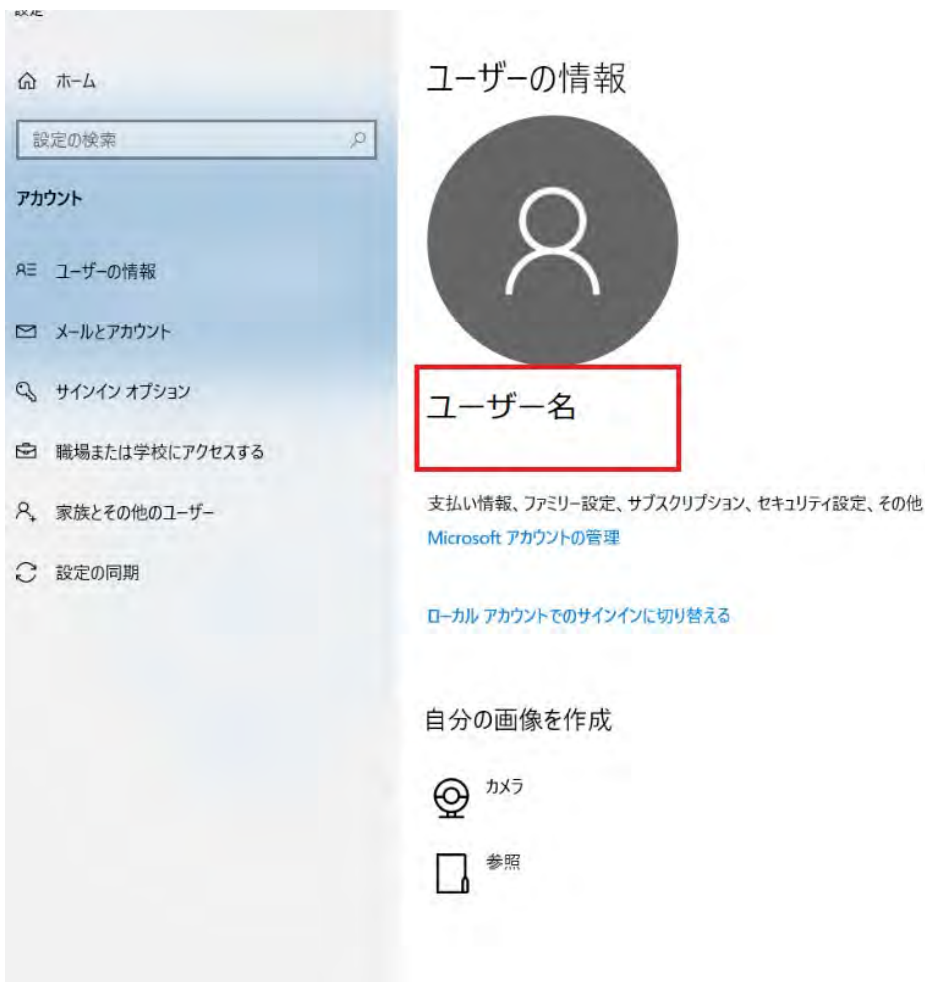 設定
ホーム
設定の検索
アカウント
ユーザーの情報
メールとアカウント
サインイン オプション
職場または学校にアクセスする
家族とその他のユーザー
設定の同期
ユーザーの情報
ユーザー名
支払い情報、ファミリー設定、サブスクリプション、セキュリティ設定、その他
Microsoft アカウントの管理
ローカル アカウントでのサインインに切り替える
自分の画像を作成
カメラ
参照